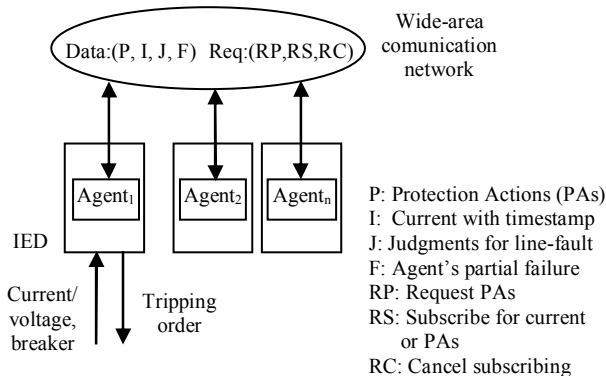 Wide-area
comunication
network
Data:(P, I, J, F) Req:(RP,RS,RC)
Agent1
Agent2
Agentn
IED
Current/
voltage,
breaker
Tripping
order
P: Protection Actions (PAs)
I: Current with timestamp
J: Judgments for line-fault
F: Agent's partial failure
RP: Request PAs
RS: Subscribe for current
or PAs
RC: Cancel subscribing